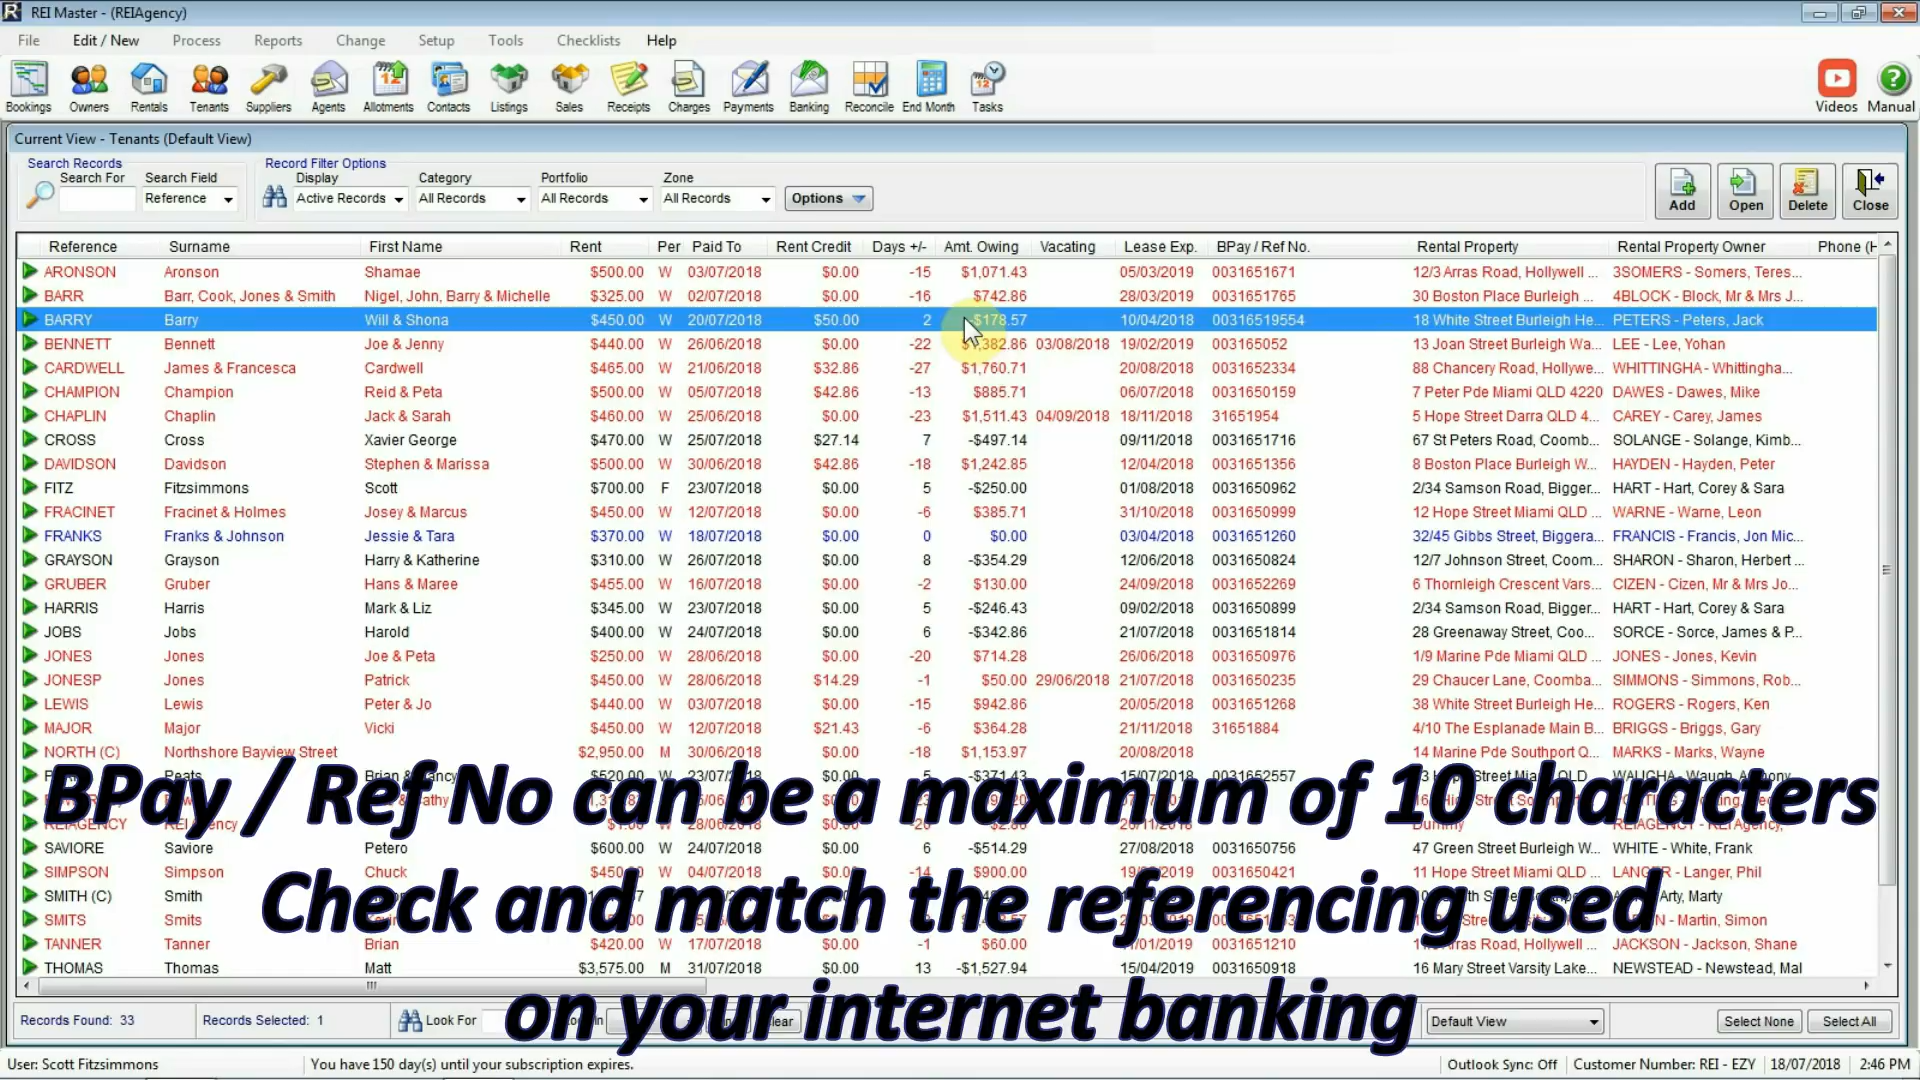 REI Master - (REIAgency)
File Edit / New Process Reports Change Setup Tools Checklists Help
Bookings Owners Rentals Tenants Suppliers Agents Allotments Contacts Listings Sales Receipts Charges Payments Banking Reconcile End Month Tasks Videos Manual
Current View - Tenants (Default View)
Search Records Record Filter Options
Search For Search Field Display Category Portfolio Zone
Reference Active Records All Records All Records All Records Options Add Open Delete Close
Reference Surname First Name Rent Per Paid To Rent Credit Days +/- Amt. Owing Vacating Lease Exp. BPay / Ref No. Rental Property Rental Property Owner Phone (H
ARONSON Aronson Shamae $500.00 W 03/07/2018 $0.00 -15 $1,071.43 05/03/2019 0031651671 12/3 Arras Road, Hollywell ... 3SOMERS - Somers, Teres...
BARR Barr, Cook, Jones & Smith Nigel, John, Barry & Michelle $325.00 W 02/07/2018 $0.00 -16 $742.86 28/03/2019 0031651765 30 Boston Place Burleigh ... 4BLOCK - Block, Mr & Mrs J...
BARRY Barry Will & Shona $450.00 W 20/07/2018 $50.00 2 -$178.57 10/04/2018 00316519554 18 White Street Burleigh He... PETERS - Peters, Jack
BENNETT Bennett Joe & Jenny $440.00 W 26/06/2018 $0.00 -22 $1,382.86 03/08/2018 19/02/2019 003165052 13 Joan Street Burleigh Wa... LEE - Lee, Yohan
CARDWELL James & Francesca Cardwell $465.00 W 21/06/2018 $32.86 -27 $1,760.71 20/08/2018 0031652334 88 Chancery Road, Hollywe... WHITTINGHA - Whittingha...
CHAMPION Champion Reid & Peta $500.00 W 05/07/2018 $42.86 -13 $885.71 06/07/2018 0031650159 7 Peter Pde Miami QLD 4220 DAWES - Dawes, Mike
CHAPLIN Chaplin Jack & Sarah $460.00 W 25/06/2018 $0.00 -23 $1,511.43 04/09/2018 18/11/2018 31651954 5 Hope Street Darra QLD 4... CAREY - Carey, James
CROSS Cross Xavier George $470.00 W 25/07/2018 $27.14 7 -$497.14 09/11/2018 0031651716 67 St Peters Road, Coomb... SOLANGE - Solange, Kimb...
DAVIDSON Davidson Stephen & Marissa $500.00 W 30/06/2018 $42.86 -18 $1,242.85 12/04/2018 0031651356 8 Boston Place Burleigh W... HAYDEN - Hayden, Peter
FITZ Fitzsimmons Scott $700.00 F 23/07/2018 $0.00 5 -$250.00 01/08/2018 0031650962 2/34 Samson Road, Bigger... HART - Hart, Corey & Sara
FRACINET Fracinet & Holmes Josey & Marcus $450.00 W 12/07/2018 $0.00 -6 $385.71 31/10/2018 0031650999 12 Hope Street Miami QLD ... WARNE - Warne, Leon
FRANKS Franks & Johnson Jessie & Tara $370.00 W 18/07/2018 $0.00 0 $0.00 03/04/2018 0031651260 32/45 Gibbs Street, Biggera... FRANCIS - Francis, Jon Mic...
GRAYSON Grayson Harry & Katherine $310.00 W 26/07/2018 $0.00 8 -$354.29 12/06/2018 0031650824 12/7 Johnson Street, Coom... SHARON - Sharon, Herbert
GRUBER Gruber Hans & Maree $455.00 W 16/07/2018 $0.00 -2 $130.00 24/09/2018 0031652269 6 Thornleigh Crescent Vars... CIZEN - Cizen, Mr & Mrs Jo...
HARRIS Harris Mark & Liz $345.00 W 23/07/2018 $0.00 5 -$246.43 09/02/2018 0031650899 2/34 Samson Road, Bigger... HART - Hart, Corey & Sara
JOBS Jobs Harold $400.00 W 24/07/2018 $0.00 6 -$342.86 21/07/2018 0031651814 28 Greenaway Street, Coo... SORCE - Sorce, James & P...
JONES Jones Joe & Peta $250.00 W 28/06/2018 $0.00 -20 $714.28 26/06/2018 0031650976 1/9 Marine Pde Miami QLD ... JONES - Jones, Kevin
JONESP Jones Patrick $450.00 W 28/06/2018 $14.29 -1 $50.00 29/06/2018 21/07/2018 0031650235 29 Chaucer Lane, Coomba... SIMMONS - Simmons, Rob...
LEWIS Lewis Peter & Jo $440.00 W 03/07/2018 $0.00 -15 $942.86 20/05/2018 0031651268 38 White Street Burleigh He... ROGERS - Rogers, Ken
MAJOR Major Vicki $450.00 W 12/07/2018 $21.43 -6 $364.28 21/11/2018 31651884 4/10 The Esplanade Main B... BRIGGS - Briggs, Gary
NORTH (C) Northshore Bayview Street $2,950.00 M 30/06/2018 $0.00 -18 $1,153.97 20/08/2018 14 Marine Pde Southport Q... MARKS - Marks, Wayne
BPay / Ref No can be a maximum of 10 characters
SAVIORE Saviore Petero $600.00 W 24/07/2018 $0.00 6 -$514.29 27/08/2018 0031650756 47 Green Street Burleigh ... WHITE - White, Frank
SIMPSON Simpson Chuck W 04/07/2018 $0.00 -14 $900.00 0031650421 11 Hope Street Miami QLD ... LANGER - Langer, Phil
SMITH (C) Smith
Check and match the referencing used
SMITS Smits Martin, Simon
TANNER Tanner Brian $420.00 W 17/07/2018 $0.00 -1 $60.00 0031651210 Arras Road, Hollywell ... JACKSON - Jackson, Shane
THOMAS Thomas Matt $3,575.00 M 31/07/2018 $0.00 13 -$1,527.94 15/04/2019 0031650918 16 Mary Street Varsity Lake... NEWSTEAD - Newstead, Mal
on your internet banking
Records Found: 33 Records Selected: 1 Look For Default View Select None Select All
User: Scott Fitzsimmons You have 150 day(s) until your subscription expires. Outlook Sync: Off Customer Number: REI - EZY 18/07/2018 2:46 PM